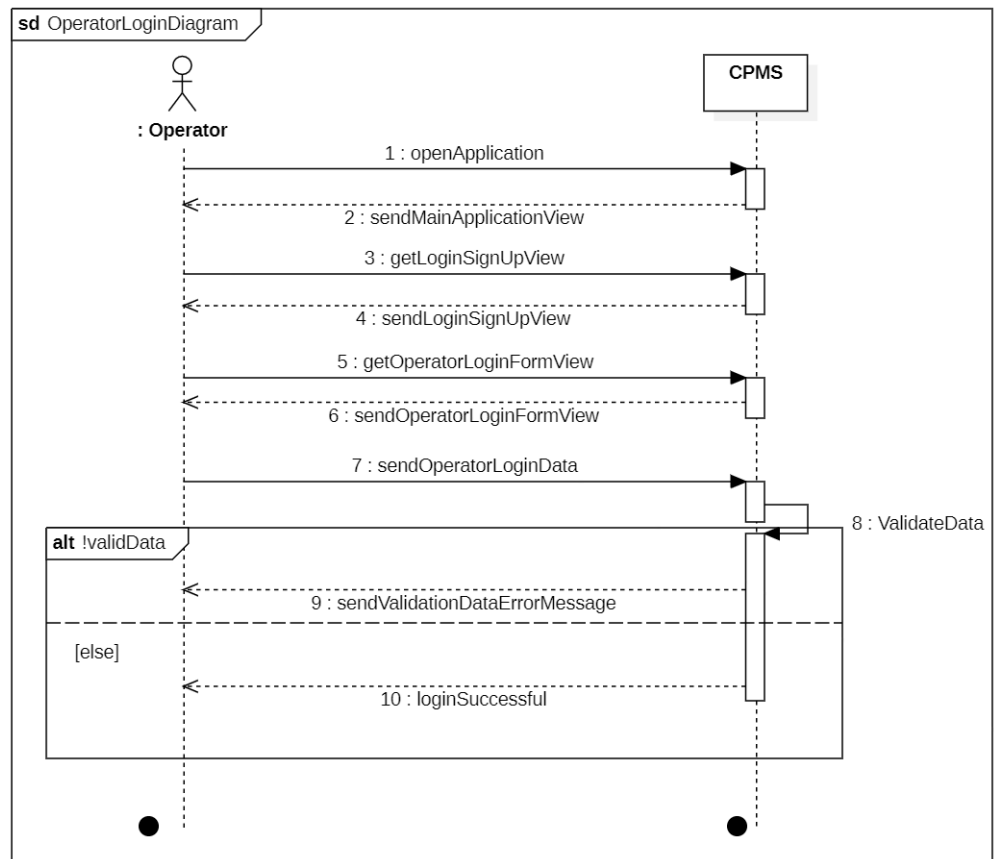 sd OperatorLoginDiagram
CPMS
: Operator
1 : openApplication
2 : sendMainApplicationView
3 : getLoginSignUpView
4 : sendLoginSignUpView
5 : getOperatorLoginFormView
6 : sendOperatorLoginFormView
7 : sendOperatorLoginData
8 : ValidateData
alt !validData
9 : sendValidationDataErrorMessage
[else]
10 : loginSuccessful